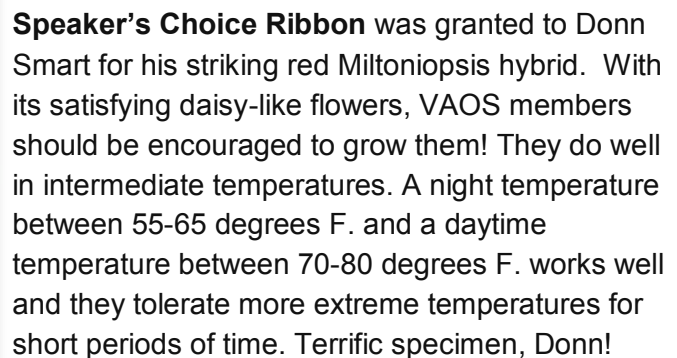 Speaker’s Choice Ribbon was granted to Donn
Smart for his striking red Miltoniopsis hybrid.  With
its satisfying daisy-like flowers, VAOS members
should be encouraged to grow them! They do well
in intermediate temperatures. A night temperature
between 55-65 degrees F. and a daytime
temperature between 70-80 degrees F. works well
and they tolerate more extreme temperatures for
short periods of time. Terrific specimen, Donn!